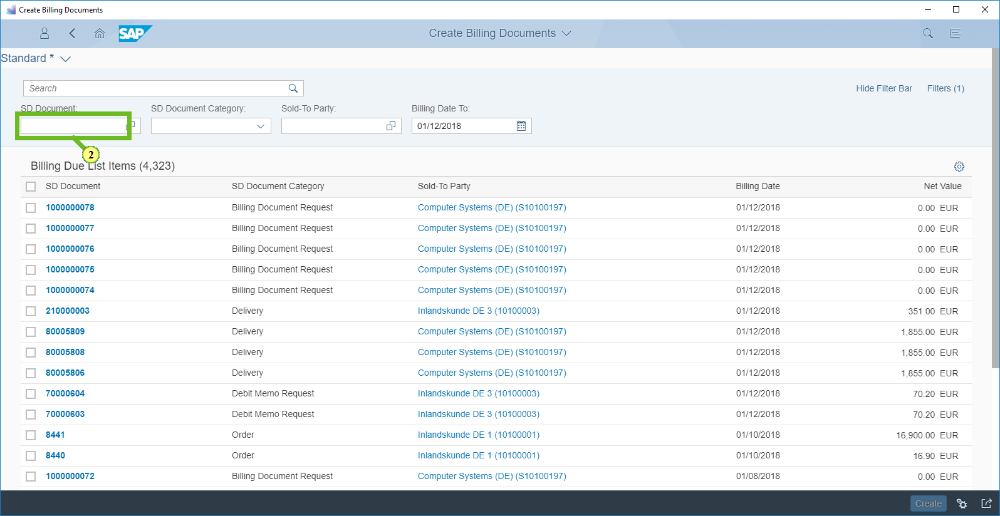 Create Billing Documents
SAP
Create Billing Documents
Standard *
Search
Hide Filter Bar
Filters (1)
SD Document:
SD Document Category:
Sold-To Party:
Billing Date To:
01/12/2018
2
Billing Due List Items (4,323)
SD Document SD Document Category Sold-To Party Billing Date Net Value
1000000078 Billing Document Request Computer Systems (DE) (S10100197) 01/12/2018 0.00 EUR
1000000077 Billing Document Request Computer Systems (DE) (S10100197) 01/12/2018 0.00 EUR
1000000076 Billing Document Request Computer Systems (DE) (S10100197) 01/12/2018 0.00 EUR
1000000075 Billing Document Request Computer Systems (DE) (S10100197) 01/12/2018 0.00 EUR
1000000074 Billing Document Request Computer Systems (DE) (S10100197) 01/12/2018 0.00 EUR
210000003 Delivery Inlandskunde DE 3 (10100003) 01/12/2018 351.00 EUR
80005809 Delivery Computer Systems (DE) (S10100197) 01/12/2018 1,855.00 EUR
80005808 Delivery Computer Systems (DE) (S10100197) 01/12/2018 1,855.00 EUR
80005806 Delivery Computer Systems (DE) (S10100197) 01/12/2018 1,855.00 EUR
70000604 Debit Memo Request Inlandskunde DE 3 (10100003) 01/12/2018 70.20 EUR
70000603 Debit Memo Request Inlandskunde DE 3 (10100003) 01/12/2018 70.20 EUR
8441 Order Inlandskunde DE 1 (10100001) 01/10/2018 16,900.00 EUR
8440 Order Inlandskunde DE 1 (10100001) 01/10/2018 16.90 EUR
1000000072 Billing Document Request Computer Systems (DE) (S10100197) 01/08/2018 0.00 EUR
Create